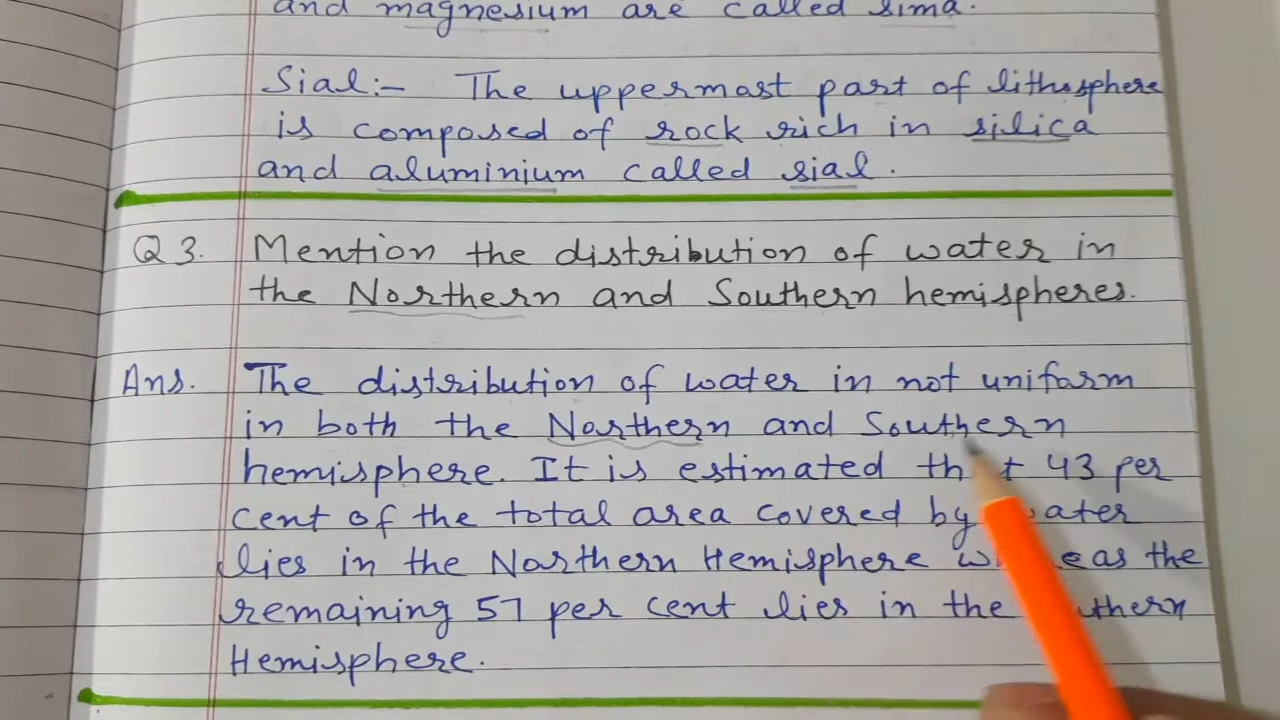 and magnesium are called sima.
Sial:- The uppermast part of lithosphere
is composed of rock rich in silica
and aluminium called sial.
Q3. Mention the distribution of water in
the Northern and Southern hemispheres.
Ans. The distribution of water in not uniform
in both the Northern and Southern
hemisphere. It is estimated 43 per
cent of the total area covered by
lies in the Northern Hemisphere the
remaining 57 per cent lies in the
Hemisphere.